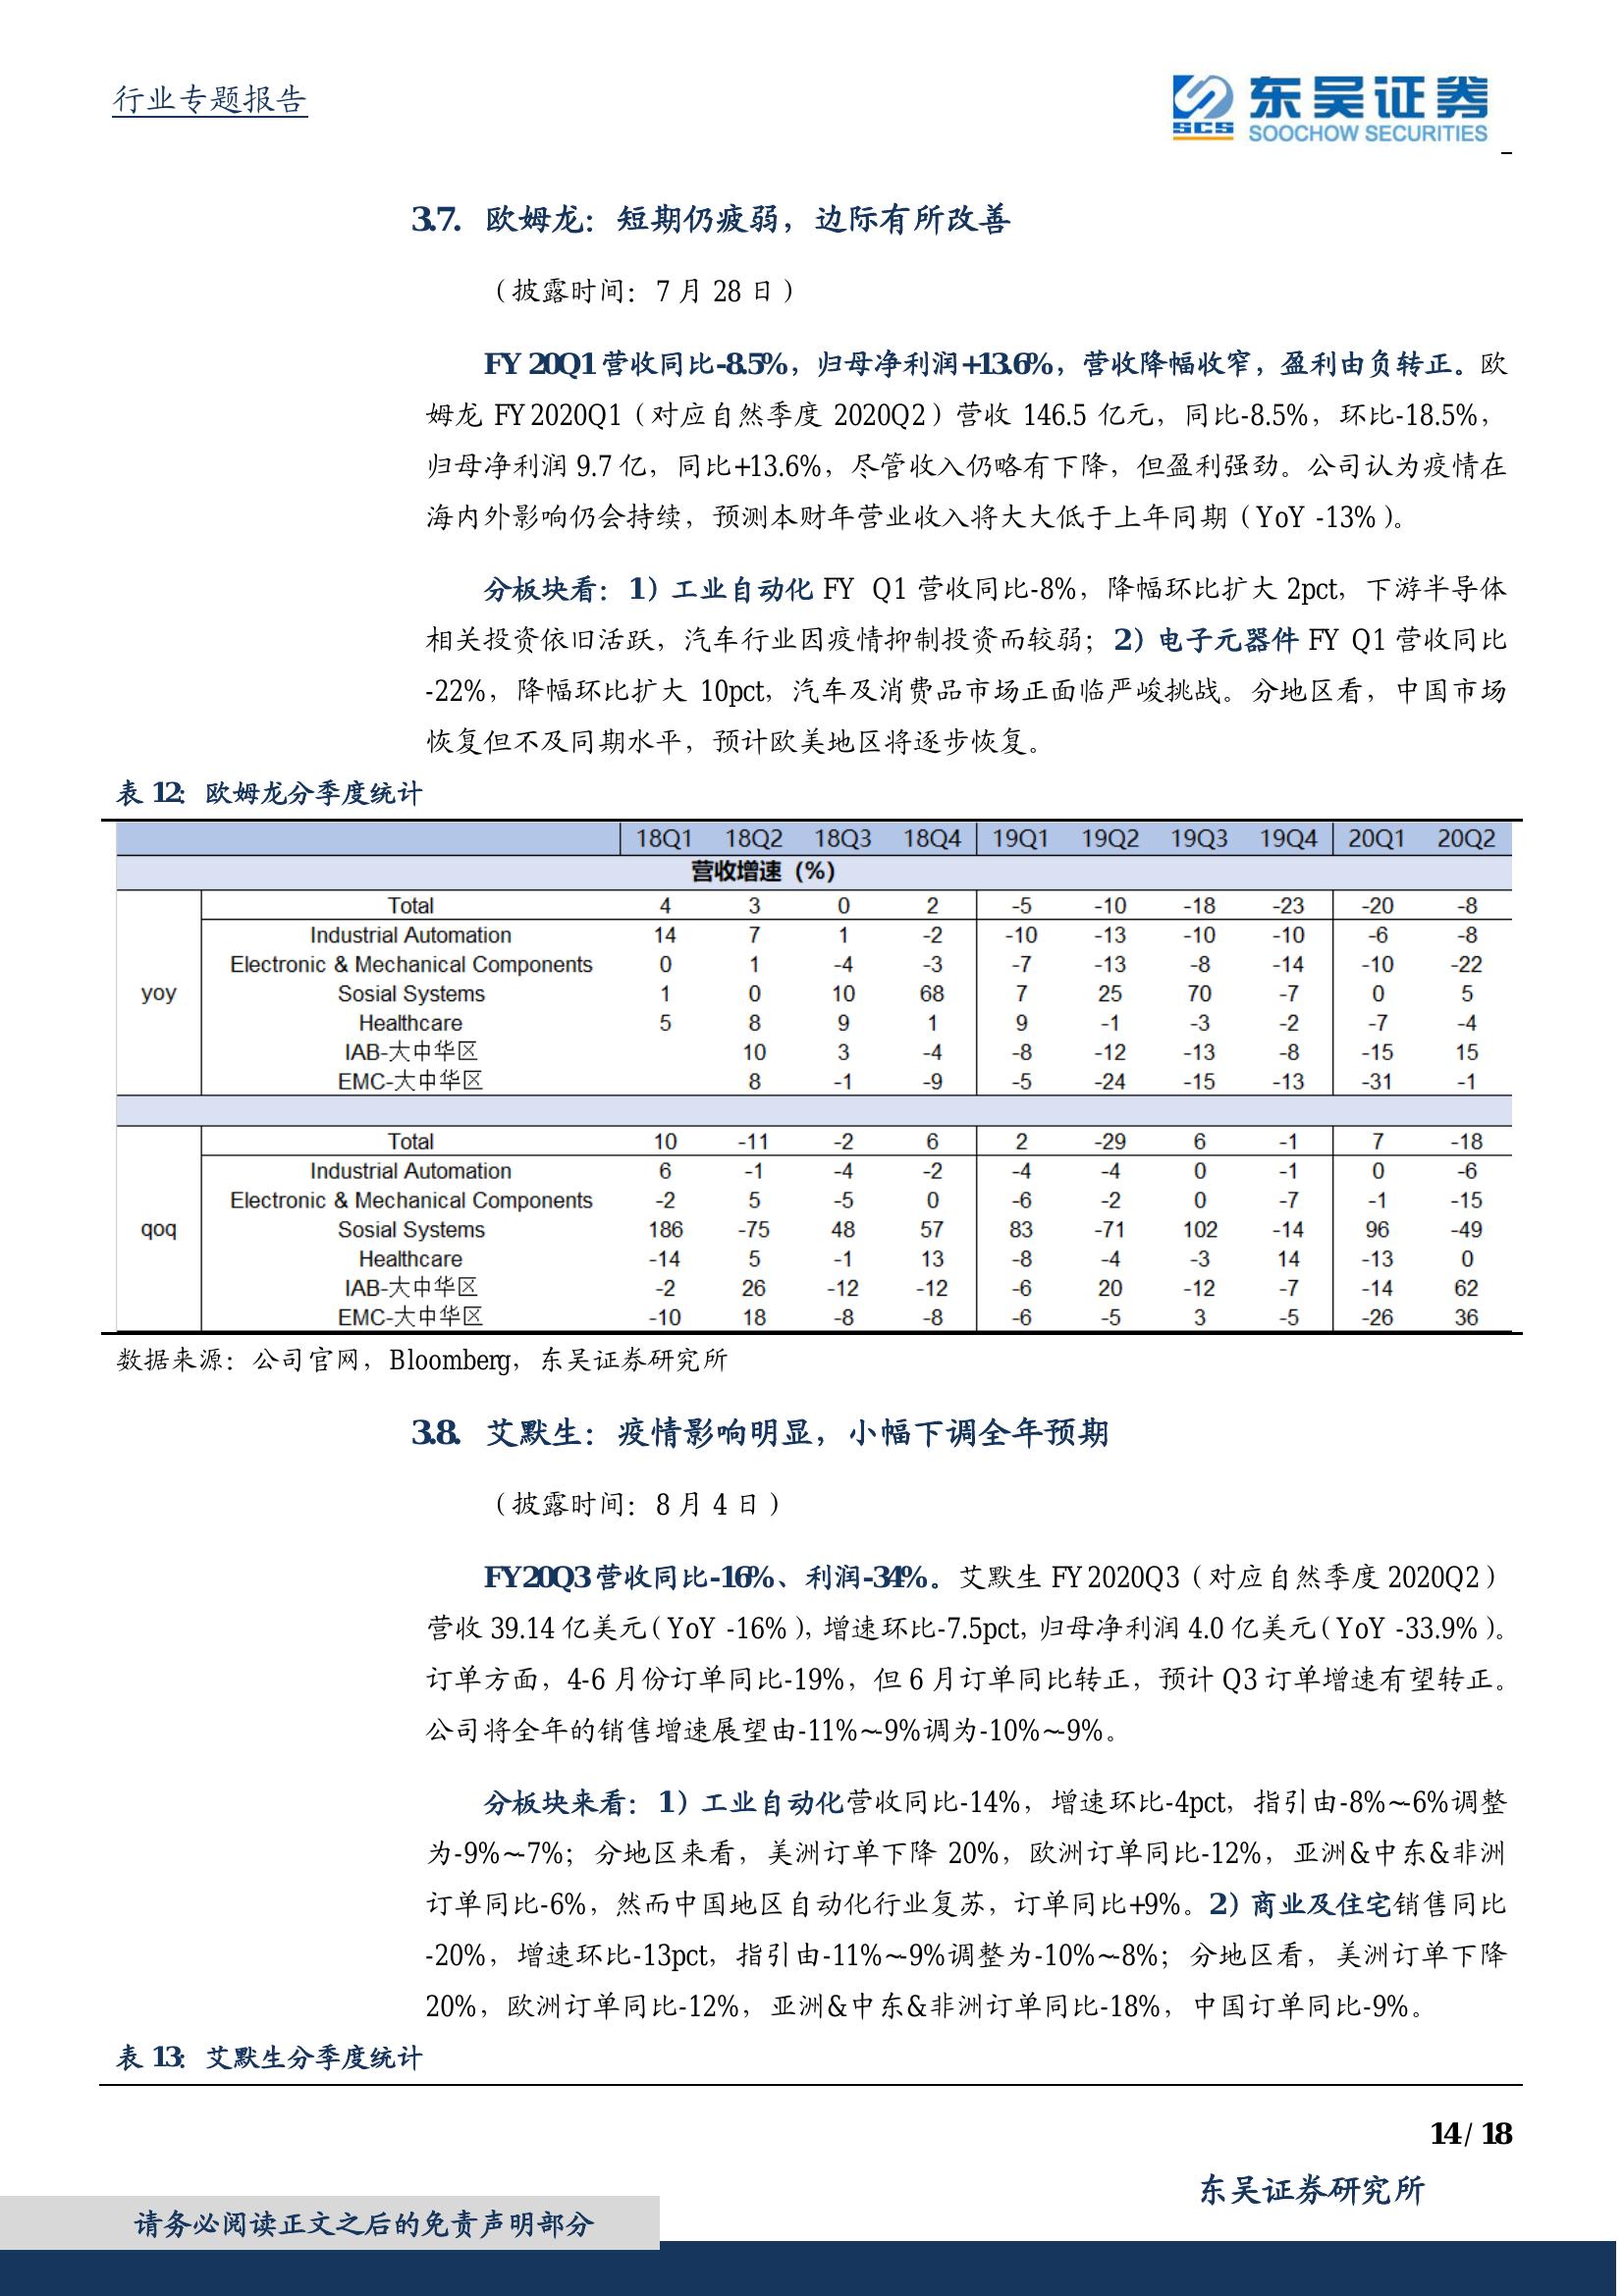 行业专题报告
东吴证券
SCS SOOCHOW SECURITIES
3.7. 欧姆龙：短期仍疲弱，边际有所改善
（披露时间：7 月 28 日）
FY 20Q1 营收同比-8.5%，归母净利润+13.6%，营收降幅收窄，盈利由负转正。欧
姆龙 FY 2020Q1（对应自然季度 2020Q2）营收 146.5 亿元，同比-8.5%，环比-18.5%，
归母净利润 9.7 亿，同比+13.6%，尽管收入仍略有下降，但盈利强劲。公司认为疫情在
海内外影响仍会持续，预测本财年营业收入将大大低于上年同期（YoY -13%）。
分板块看：1）工业自动化 FY Q1 营收同比-8%，降幅环比扩大 2pct，下游半导体
相关投资依旧活跃，汽车行业因疫情抑制投资而较弱；2）电子元器件 FY Q1 营收同比
-22%，降幅环比扩大 10pct，汽车及消费品市场正面临严峻挑战。分地区看，中国市场
恢复但不及同期水平，预计欧美地区将逐步恢复。
表 12：欧姆龙分季度统计
18Q1 18Q2 18Q3 18Q4 19Q1 19Q2 19Q3 19Q4 20Q1 20Q2
营收增速（%）
Total 4 3 0 2 -5 -10 -18 -23 -20 -8
Industrial Automation 14 7 1 -2 -10 -13 -10 -10 -6 -8
Electronic & Mechanical Components 0 1 -4 -3 -7 -13 -8 -14 -10 -22
yoy Sosial Systems 1 0 10 68 7 25 70 -7 0 5
Healthcare 5 8 9 1 9 -1 -3 -2 -7 -4
IAB-大中华区 10 3 -4 -8 -12 -13 -8 -15 15
EMC-大中华区 8 -1 -9 -5 -24 -15 -13 -31 -1
Total 10 -11 -2 6 2 -29 6 -1 7 -18
Industrial Automation 6 -1 -4 -2 -4 -4 0 -1 0 -6
Electronic & Mechanical Components -2 5 -5 0 -6 -2 0 -7 -1 -15
qoq Sosial Systems 186 -75 48 57 83 -71 102 -14 96 -49
Healthcare -14 5 -1 13 -8 -4 -3 14 -13 0
IAB-大中华区 -2 26 -12 -12 -6 20 -12 -7 -14 62
EMC-大中华区 -10 18 -8 -8 -6 -5 3 -5 -26 36
数据来源：公司官网，Bloomberg，东吴证券研究所
3.8. 艾默生：疫情影响明显，小幅下调全年预期
（披露时间：8 月 4 日）
FY20Q3 营收同比-16%、利润-34%。艾默生 FY 2020Q3（对应自然季度 2020Q2）
营收 39.14 亿美元（YoY -16%），增速环比-7.5pct，归母净利润 4.0 亿美元（YoY -33.9%）。
订单方面，4-6 月份订单同比-19%，但 6 月订单同比转正，预计 Q3 订单增速有望转正。
公司将全年的销售增速展望由-11%~-9%调为-10%~-9%。
分板块来看：1）工业自动化营收同比-14%，增速环比-4pct，指引由-8%~-6%调整
为-9%~-7%；分地区来看，美洲订单下降 20%，欧洲订单同比-12%，亚洲&中东&非洲
订单同比-6%，然而中国地区自动化行业复苏，订单同比+9%。2）商业及住宅销售同比
-20%，增速环比-13pct，指引由-11%~-9%调整为-10%~-8%；分地区看，美洲订单下降
20%，欧洲订单同比-12%，亚洲&中东&非洲订单同比-18%，中国订单同比-9%。
表 13：艾默生分季度统计
14 / 18
东吴证券研究所
请务必阅读正文之后的免责声明部分